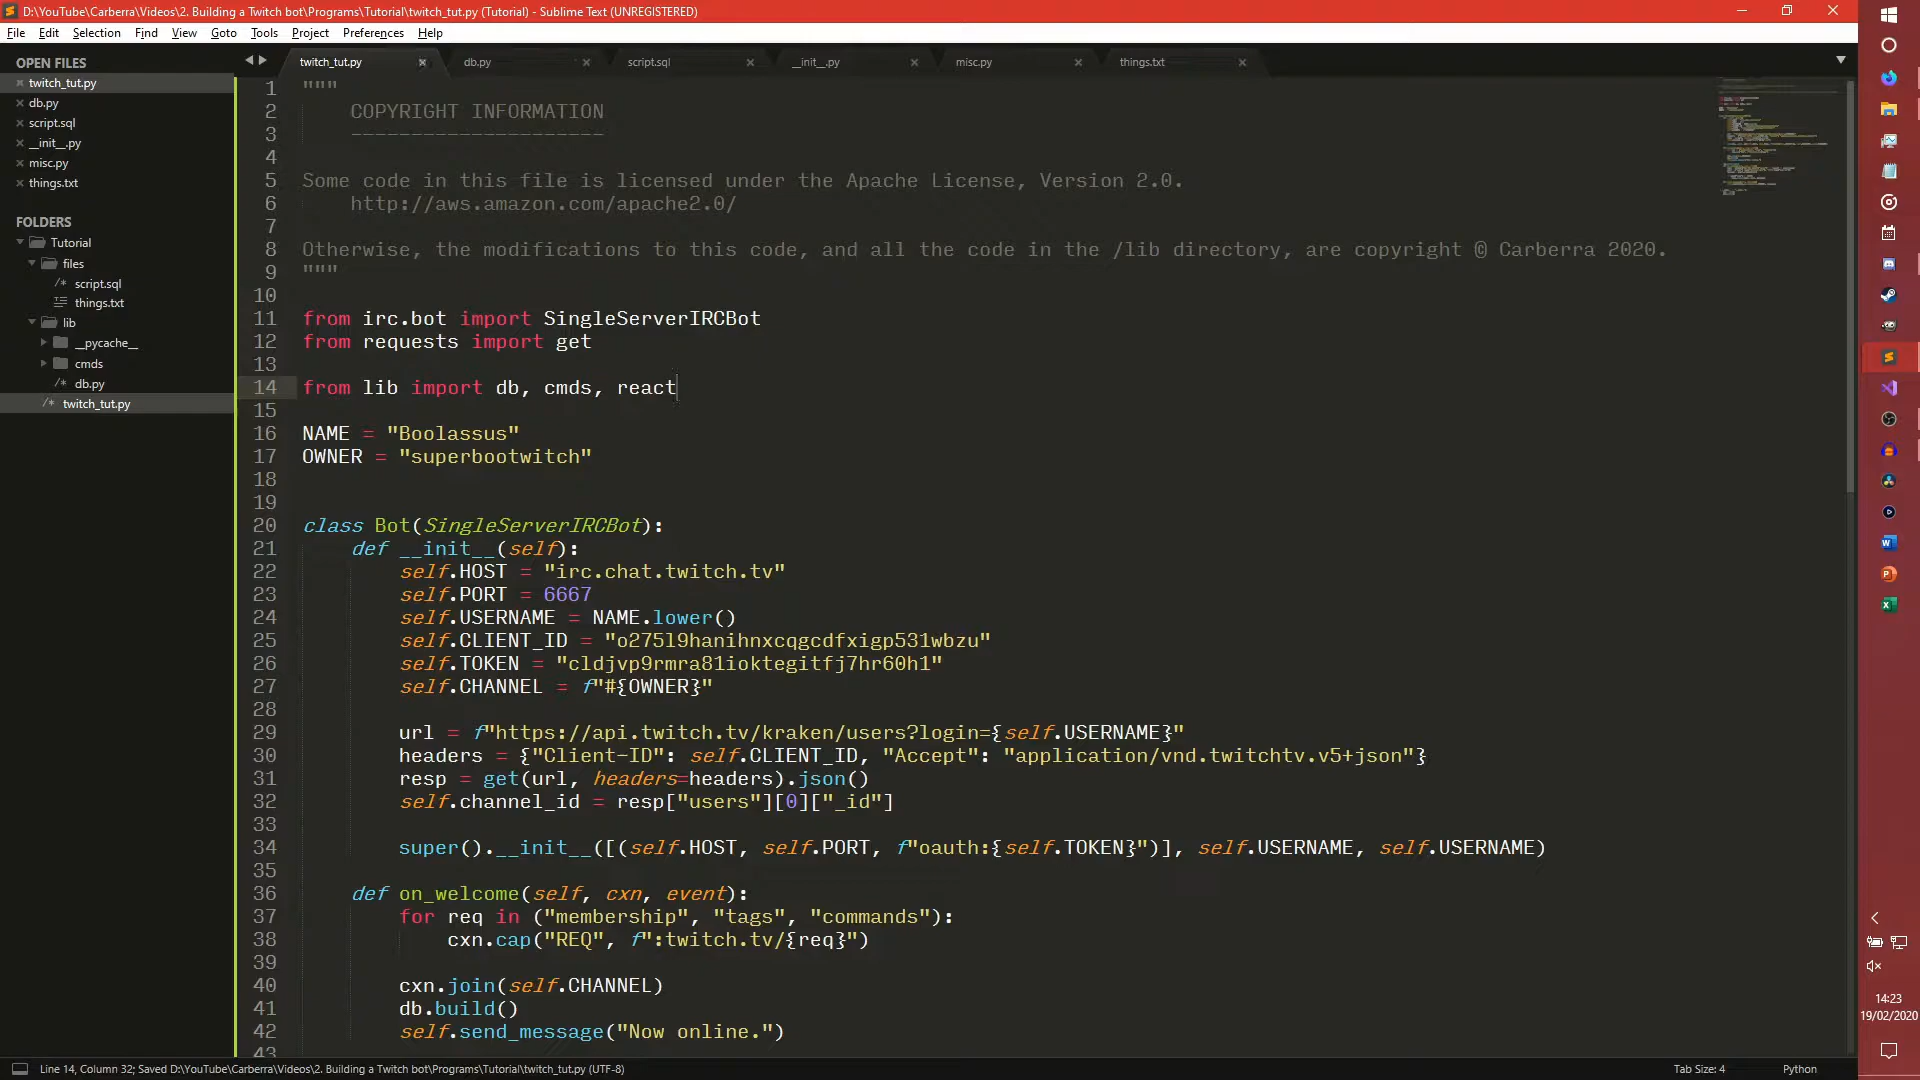 D:\YouTube\Carberra\Videos\2. Building a Twitch bot\Programs\Tutorial\twitch_tut.py (Tutorial) - Sublime Text (UNREGISTERED)
File Edit Selection Find View Goto Tools Project Preferences Help
OPEN FILES
twitch_tut.py
db.py
script.sql
__init__.py
misc.py
things.txt
FOLDERS
Tutorial
files
script.sql
things.txt
lib
__pycache__
cmds
db.py
twitch_tut.py
twitch_tut.py db.py script.sql __init__.py misc.py things.txt
1 """
2 COPYRIGHT INFORMATION
3 ---------------------
4
5 Some code in this file is licensed under the Apache License, Version 2.0.
6 http://aws.amazon.com/apache2.0/
7
8 Otherwise, the modifications to this code, and all the code in the /lib directory, are copyright @ Carberra 2020.
9 """
10
11 from irc.bot import SingleServerIRCBot
12 from requests import get
13
14 from lib import db, cmds, react
15
16 NAME = "Boolassus"
17 OWNER = "superbootwitch"
18
19
20 class Bot(SingleServerIRCBot):
21 def __init__(self):
22 self.HOST = "irc.chat.twitch.tv"
23 self.PORT = 6667
24 self.USERNAME = NAME.lower()
25 self.CLIENT_ID = "o275l9hanihnxcqgcdfxigp531wbzu"
26 self.TOKEN = "cldjvp9rmra81ioktegitfj7hr60h1"
27 self.CHANNEL = f"#{OWNER}"
28
29 url = f"https://api.twitch.tv/kraken/users?login={self.USERNAME}"
30 headers = {"Client-ID": self.CLIENT_ID, "Accept": "application/vnd.twitchtv.v5+json"}
31 resp = get(url, headers=headers).json()
32 self.channel_id = resp["users"][0]["_id"]
33
34 super().__init__([(self.HOST, self.PORT, f"oauth:{self.TOKEN}")], self.USERNAME, self.USERNAME)
35
36 def on_welcome(self, cxn, event):
37 for req in ("membership", "tags", "commands"):
38 cxn.cap("REQ", f":twitch.tv/{req}")
39
40 cxn.join(self.CHANNEL)
41 db.build()
42 self.send_message("Now online.")
43
Line 14, Column 32; Saved D:\YouTube\Carberra\Videos\2. Building a Twitch bot\Programs\Tutorial\twitch_tut.py (UTF-8)
Tab Size: 4
Python
14:23
19/02/2020